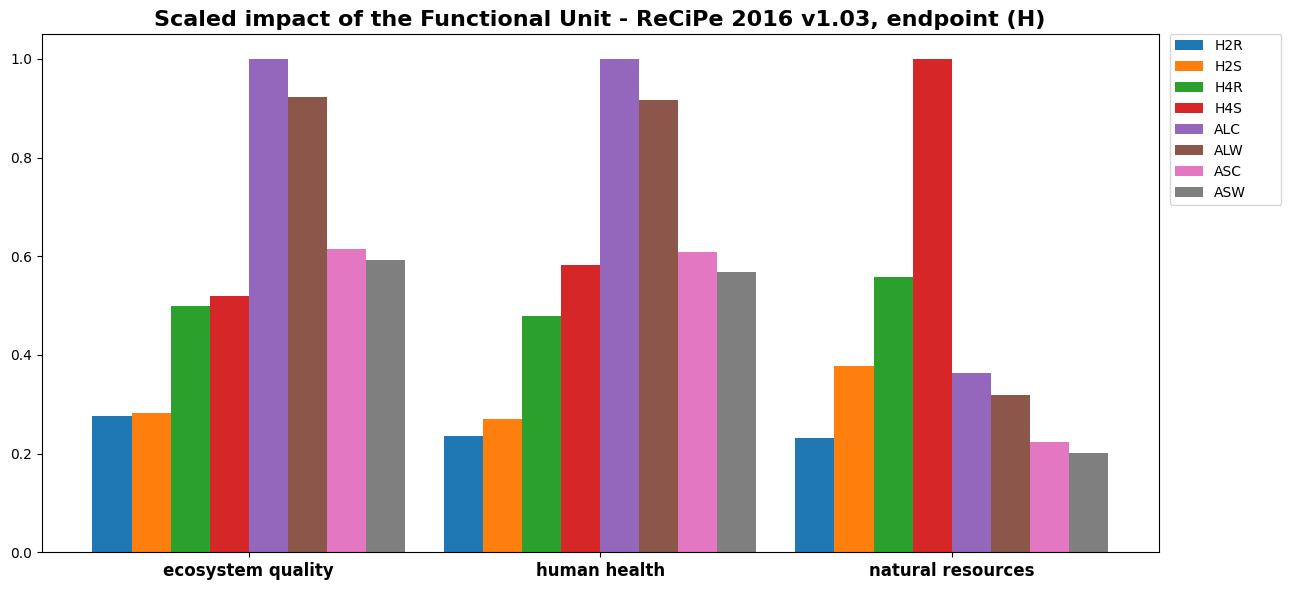 Scaled impact of the Functional Unit - ReCiPe 2016 v1.03, endpoint (H)
1.0
0.8
0.6
0.4
0.2
0.0
ecosystem quality
human health
natural resources
H2R
H2S
H4R
H4S
ALC
ALW
ASC
ASW